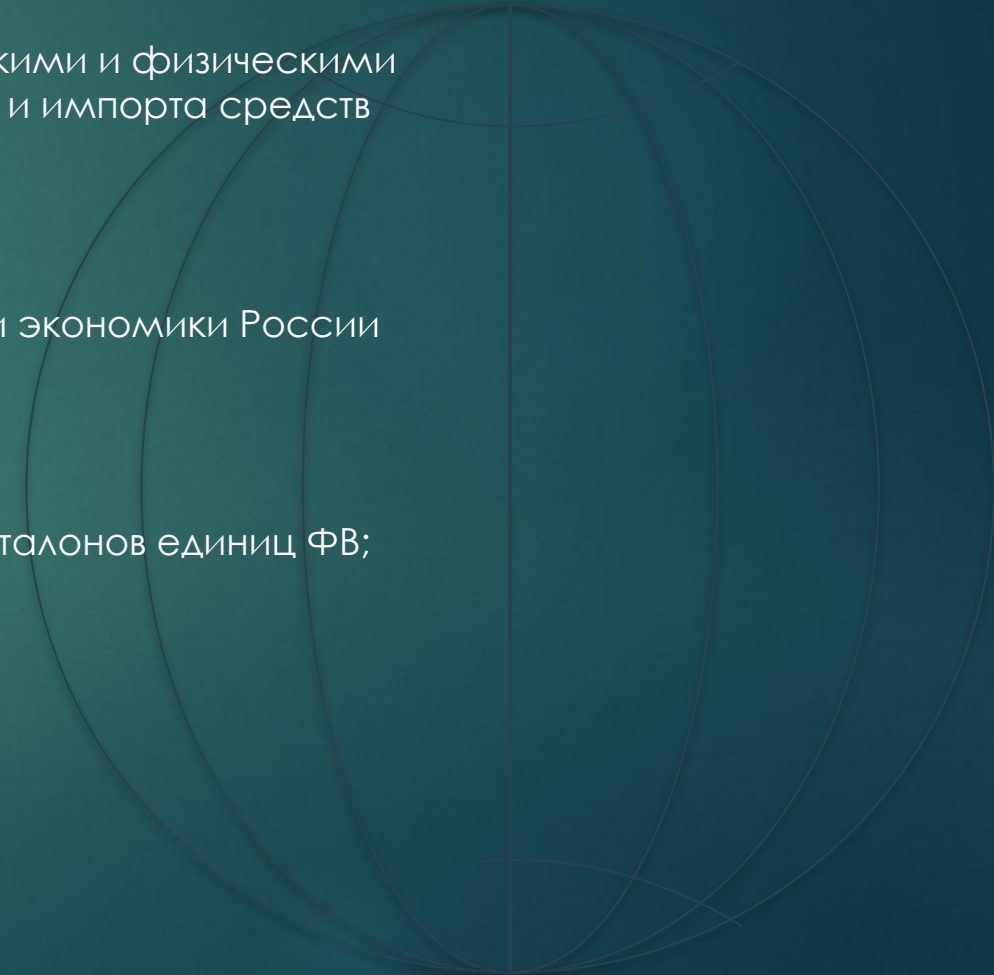 кими и физическими
и импорта средств
и экономики России
талонов единиц ФВ;